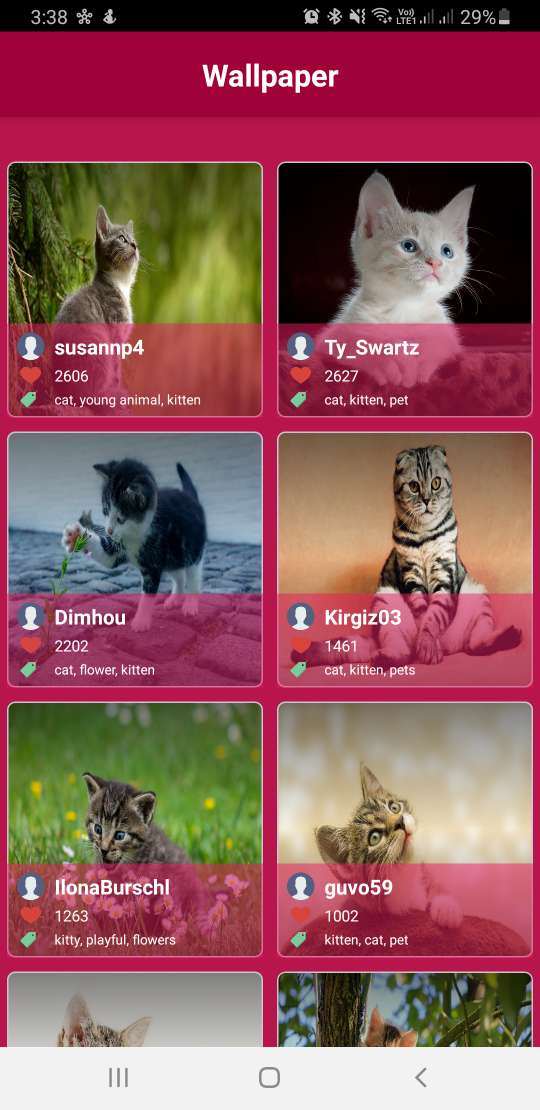 3:38
Vo))
LTE1
29%
Wallpaper
susannp4
2606
cat, young animal, kitten
Ty_Swartz
2627
cat, kitten, pet
Dimhou
2202
cat, flower, kitten
Kirgiz03
1461
cat, kitten, pets
IlonaBurschl
1263
kitty, playful, flowers
guvo59
1002
kitten, cat, pet